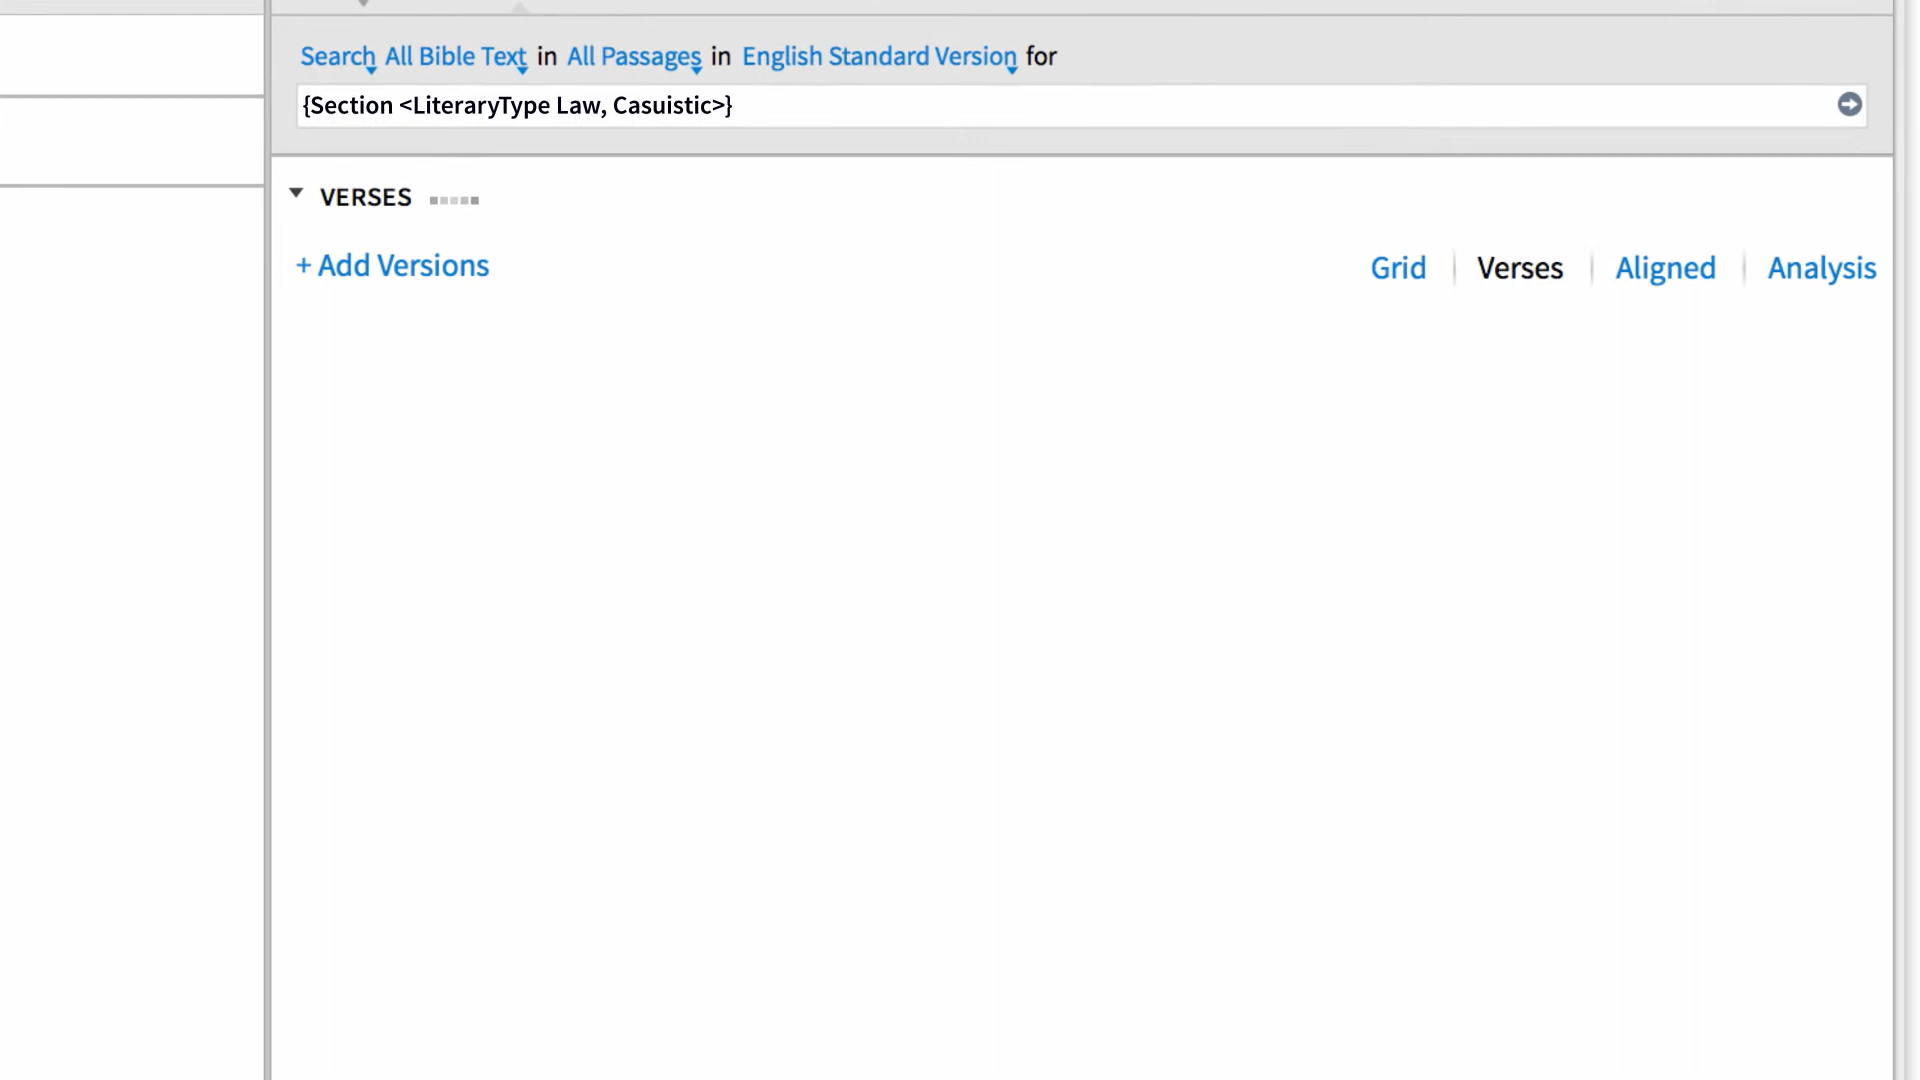 Search All Bible Text in All Passages in English Standard Version for
{Section <LiteraryType Law, Casuistic>}
VERSES
+ Add Versions
Grid Verses Aligned Analysis